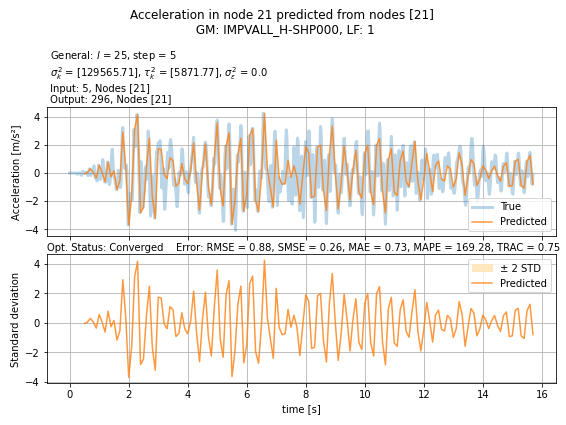 Acceleration in node 21 predicted from nodes [21]
GM: IMPVALL_H-SHP000, LF: 1
General: l = 25, step = 5
σ²ₖ = [129565.71], τ²ₖ = [5871.77], σ²ε = 0.0
Input: 5, Nodes [21]
Output: 296, Nodes [21]
Acceleration [m/s²]
4
2
0
−2
−4
True
Predicted
Opt. Status: Converged Error: RMSE = 0.88, SMSE = 0.26, MAE = 0.73, MAPE = 169.28, TRAC = 0.75
Standard deviation
4
2
0
−2
−4
± 2 STD
Predicted
0 2 4 6 8 10 12 14 16
time [s]